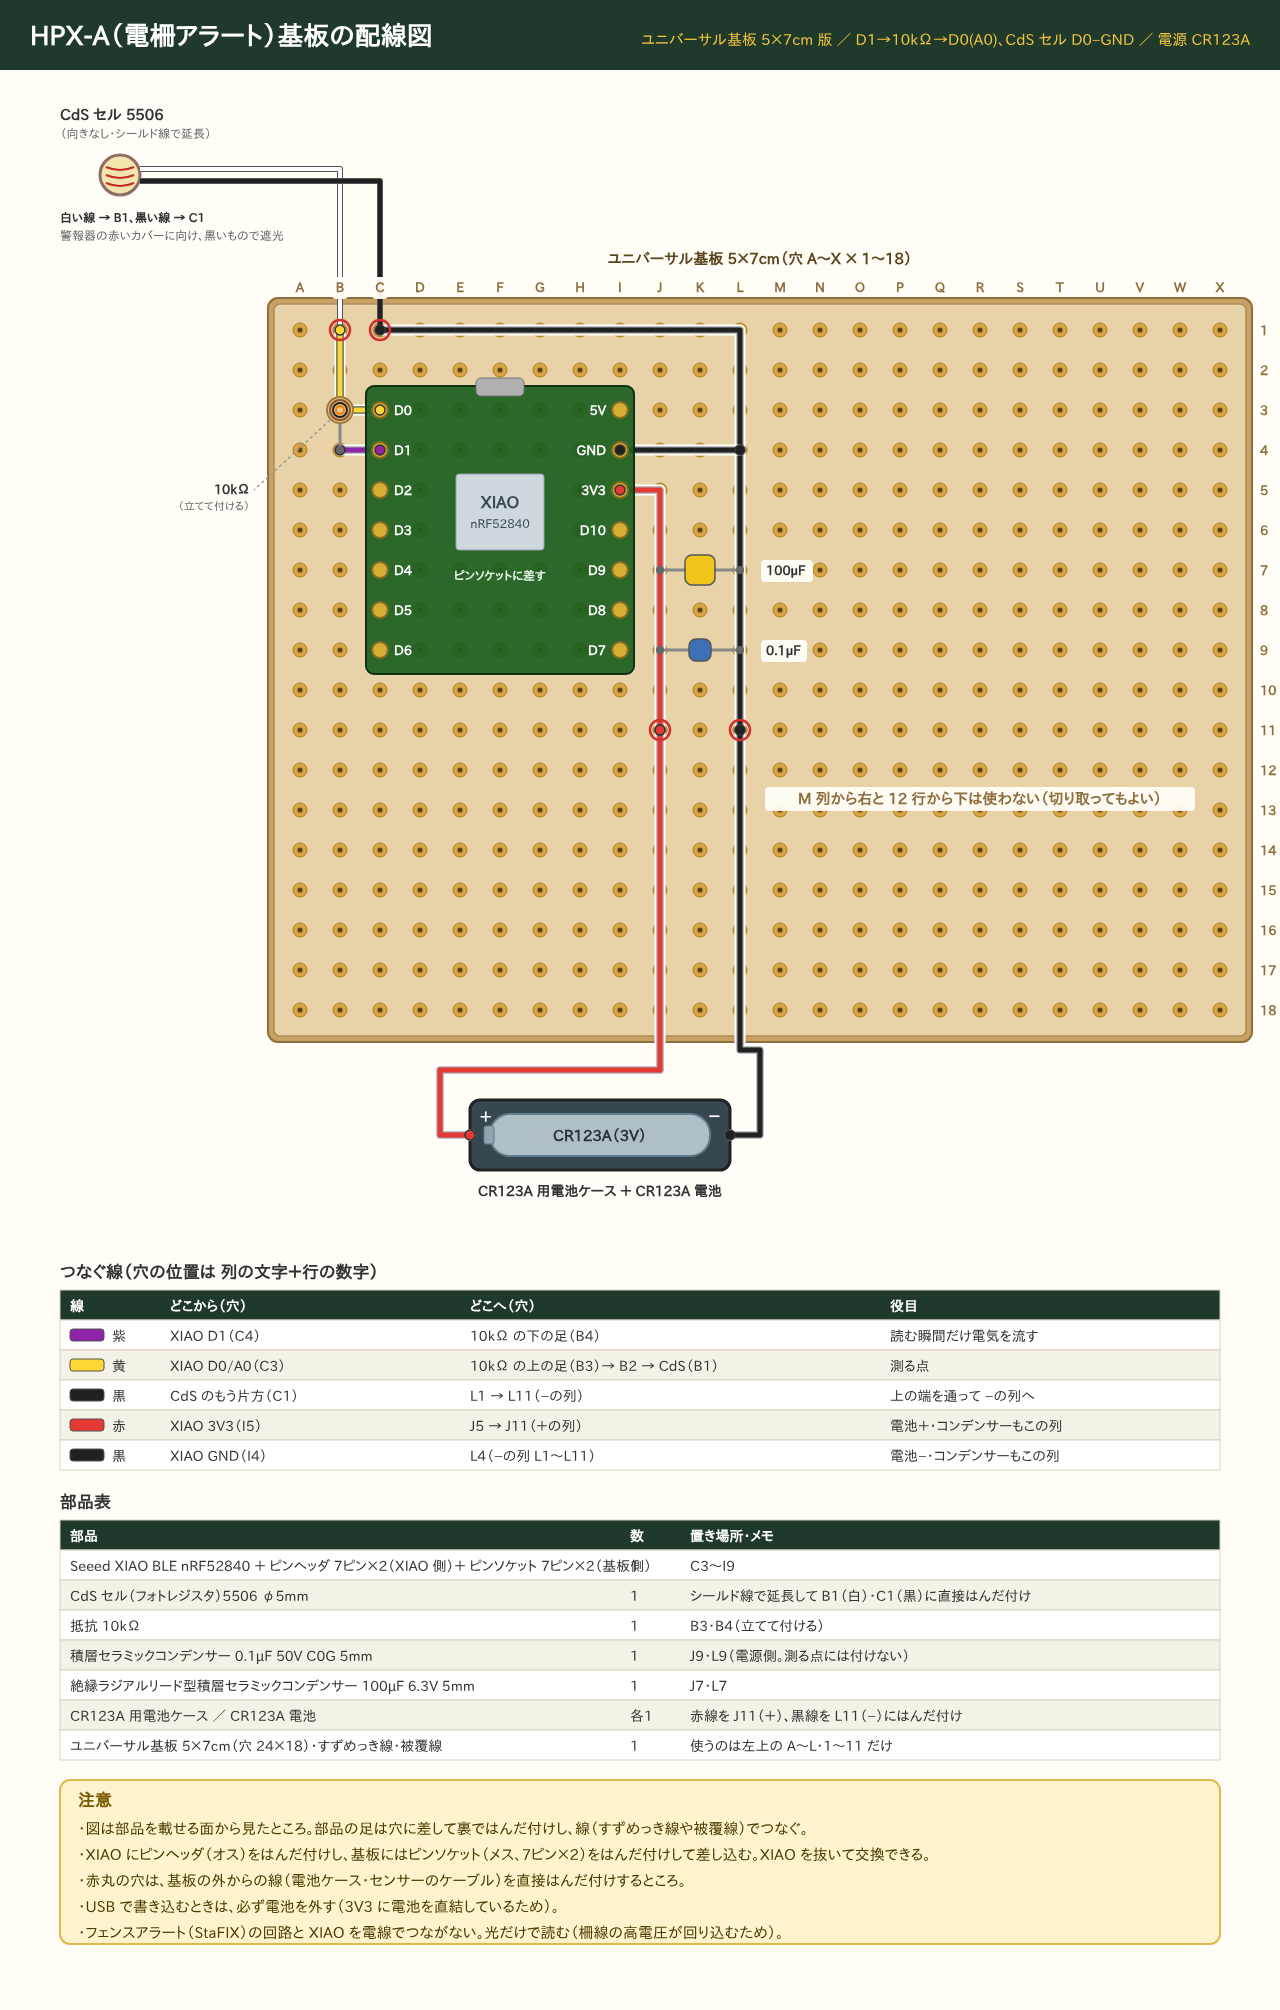 HPX-A（電柵アラート）基板の配線図
ユニバーサル基板 5×7cm 版 ／ D1→10kΩ→D0(A0)、CdS セル D0–GND ／ 電源 CR123A
CdS セル 5506
（向きなし・シールド線で延長）
白い線 → B1、黒い線 → C1
警報器の赤いカバーに向け、黒いもので遮光
ユニバーサル基板 5×7cm（穴 A〜X × 1〜18）
A B C D E F G H I J K L M N O P Q R S T U V W X
1
2
D0 5V 3
D1 GND 4
10kΩ
（立てて付ける）
D2 3V3 5
XIAO
nRF52840
D3 D10 6
D4 ピンソケットに差す D9 100µF 7
D5 D8 8
D6 D7 0.1µF 9
10
11
12
M 列から右と 12 行から下は使わない（切り取ってもよい）
13
14
15
16
17
18
+ −
CR123A（3V）
CR123A 用電池ケース ＋ CR123A 電池
つなぐ線（穴の位置は 列の文字＋行の数字）
線 どこから（穴） どこへ（穴） 役目
紫 XIAO D1（C4） 10kΩ の下の足（B4） 読む瞬間だけ電気を流す
黄 XIAO D0/A0（C3） 10kΩ の上の足（B3）→ B2 → CdS（B1） 測る点
黒 CdS のもう片方（C1） L1 → L11（−の列） 上の端を通って −の列へ
赤 XIAO 3V3（I5） J5 → J11（＋の列） 電池＋・コンデンサーもこの列
黒 XIAO GND（I4） L4（−の列 L1〜L11） 電池−・コンデンサーもこの列
部品表
部品 数 置き場所・メモ
Seeed XIAO BLE nRF52840 ＋ ピンヘッダ 7ピン×2（XIAO 側）＋ ピンソケット 7ピン×2（基板側） C3〜I9
CdS セル（フォトレジスタ）5506 φ5mm 1 シールド線で延長して B1（白）・C1（黒）に直接はんだ付け
抵抗 10kΩ 1 B3・B4（立てて付ける）
積層セラミックコンデンサー 0.1µF 50V C0G 5mm 1 J9・L9（電源側。測る点には付けない）
絶縁ラジアルリード型積層セラミックコンデンサー 100µF 6.3V 5mm 1 J7・L7
CR123A 用電池ケース ／ CR123A 電池 各1 赤線を J11（＋）、黒線を L11（−）にはんだ付け
ユニバーサル基板 5×7cm（穴 24×18）・すずめっき線・被覆線 1 使うのは左上の A〜L・1〜11 だけ
注意
・図は部品を載せる面から見たところ。部品の足は穴に差して裏ではんだ付けし、線（すずめっき線や被覆線）でつなぐ。
・XIAO にピンヘッダ（オス）をはんだ付けし、基板にはピンソケット（メス、7ピン×2）をはんだ付けして差し込む。XIAO を抜いて交換できる。
・赤丸の穴は、基板の外からの線（電池ケース・センサーのケーブル）を直接はんだ付けするところ。
・USB で書き込むときは、必ず電池を外す（3V3 に電池を直結しているため）。
・フェンスアラート（StaFIX）の回路と XIAO を電線でつながない。光だけで読む（柵線の高電圧が回り込むため）。